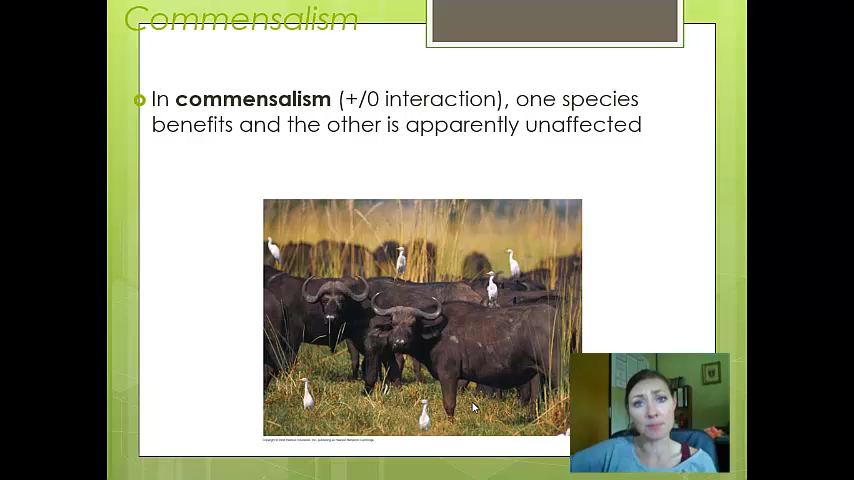 Commensalism
In commensalism (+/0 interaction), one species
benefits and the other is apparently unaffected